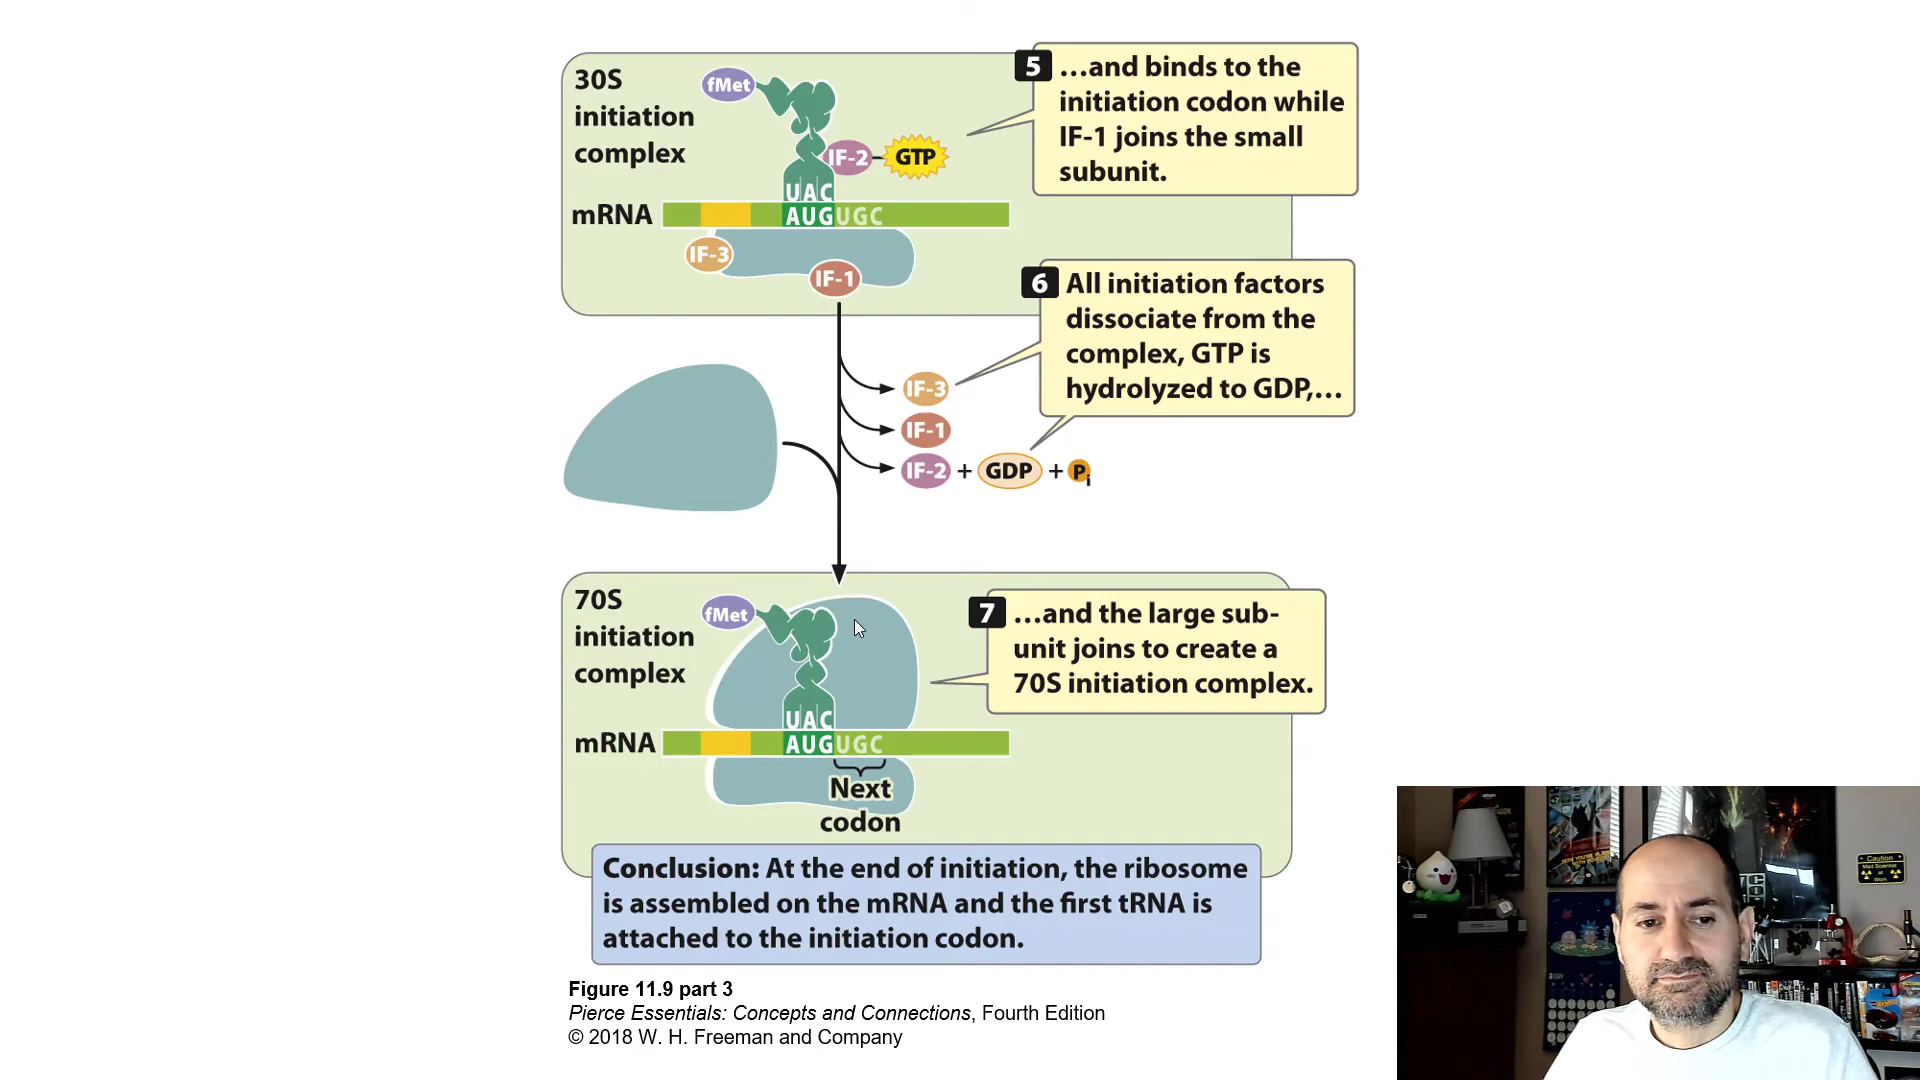 30S
initiation
complex
fMet
IF-2
GTP
UAC
mRNA
AUGUGC
IF-3
IF-1
5 …and binds to the
initiation codon while
IF-1 joins the small
subunit.
6 All initiation factors
dissociate from the
complex, GTP is
hydrolyzed to GDP,…
IF-3
IF-1
IF-2 + GDP + Pi
70S
initiation
complex
fMet
UAC
mRNA
AUGUGC
Next
codon
7 …and the large sub-
unit joins to create a
70S initiation complex.
Conclusion: At the end of initiation, the ribosome
is assembled on the mRNA and the first tRNA is
attached to the initiation codon.
Figure 11.9 part 3
Pierce Essentials: Concepts and Connections, Fourth Edition
© 2018 W. H. Freeman and Company
Caution
Mad Scientist
at
Work